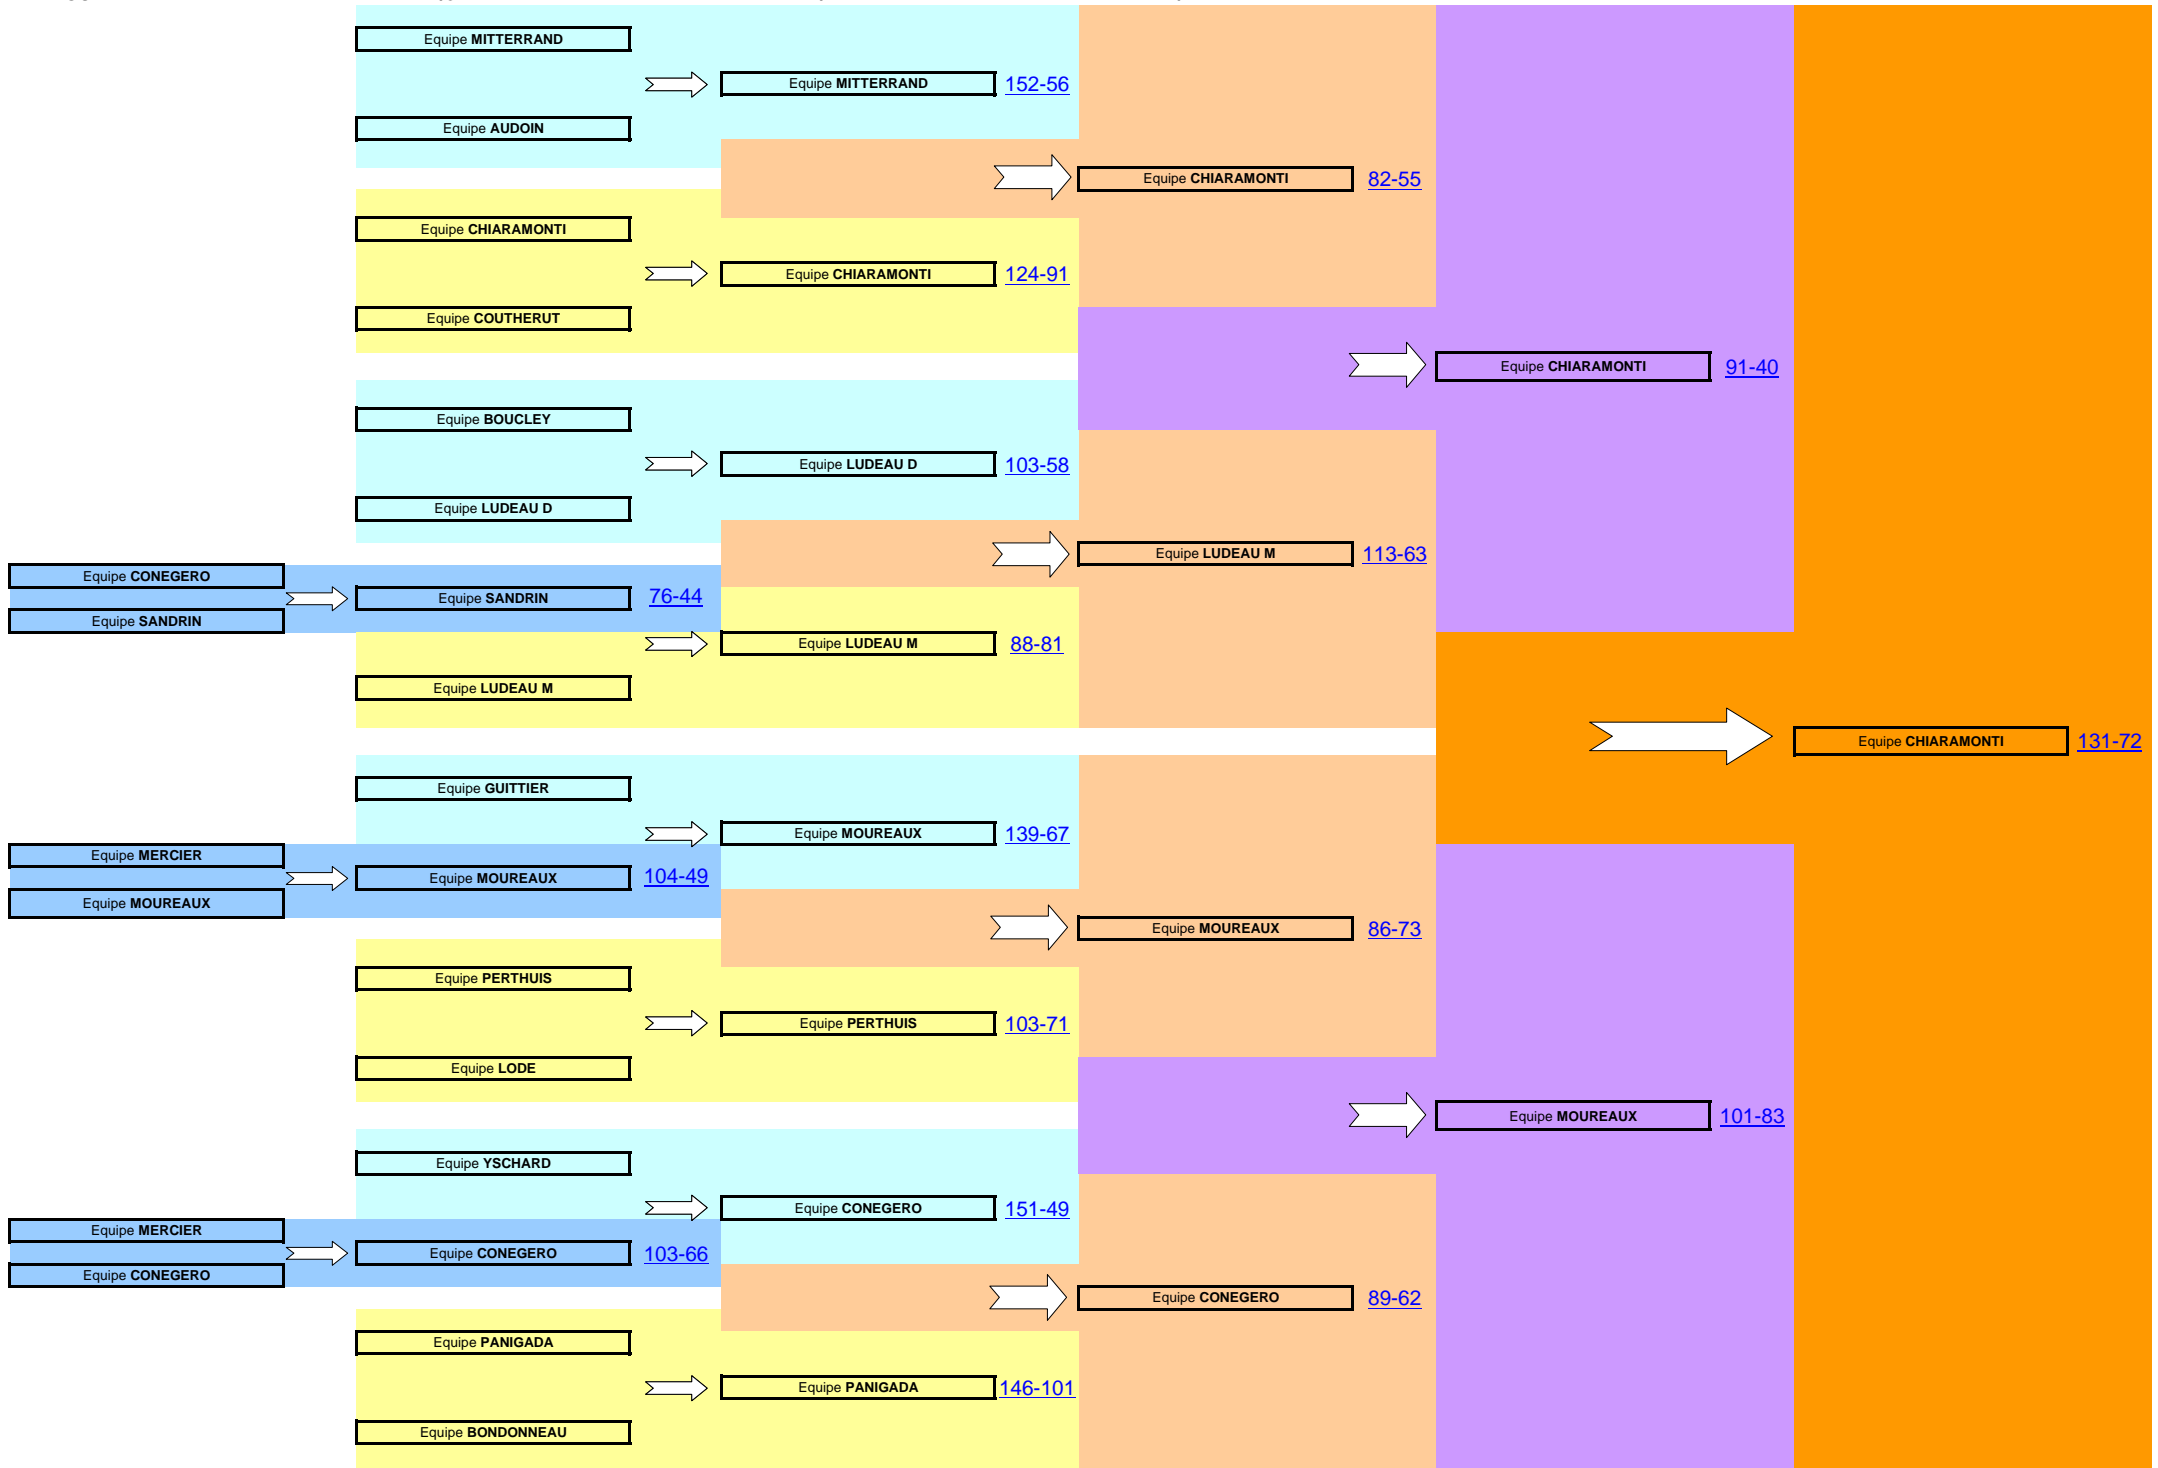 Equipe MITTERRAND
Equipe MITTERRAND 152-56
Equipe AUDOIN
Equipe CHIARAMONTI 82-55
Equipe CHIARAMONTI
Equipe CHIARAMONTI 124-91
Equipe COUTHERUT
Equipe CHIARAMONTI 91-40
Equipe BOUCLEY
Equipe LUDEAU D 103-58
Equipe LUDEAU D
Equipe LUDEAU M 113-63
Equipe CONEGERO
Equipe SANDRIN 76-44
Equipe SANDRIN
Equipe LUDEAU M 88-81
Equipe LUDEAU M
Equipe CHIARAMONTI 131-72
Equipe GUITTIER
Equipe MOUREAUX 139-67
Equipe MERCIER
Equipe MOUREAUX 104-49
Equipe MOUREAUX
Equipe MOUREAUX 86-73
Equipe PERTHUIS
Equipe PERTHUIS 103-71
Equipe LODE
Equipe MOUREAUX 101-83
Equipe YSCHARD
Equipe CONEGERO 151-49
Equipe MERCIER
Equipe CONEGERO 103-66
Equipe CONEGERO
Equipe CONEGERO 89-62
Equipe PANIGADA
Equipe PANIGADA 146-101
Equipe BONDONNEAU